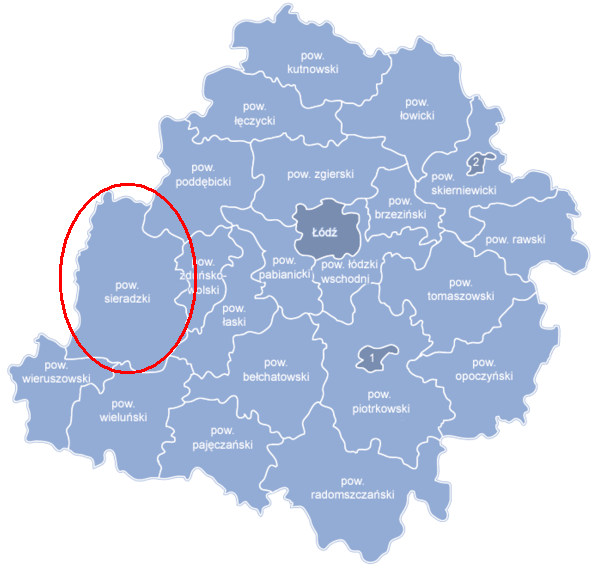 pow.
kutnowski
pow.
łęczycki
pow.
łowicki
pow.
poddębicki
pow. zgierski
2
pow.
skierniewicki
pow.
brzeziński
Łódź
pow. rawski
pow.
sieradzki
pow.
zduńsko
wolski
pow.
pabianicki
pow. łódzki
wschodni
pow.
tomaszowski
pow.
łaski
pow.
wieruszowski
pow.
bełchatowski
1
pow.
opoczyński
pow.
wieluński
pow.
piotrkowski
pow.
pajęczański
pow.
radomszczański